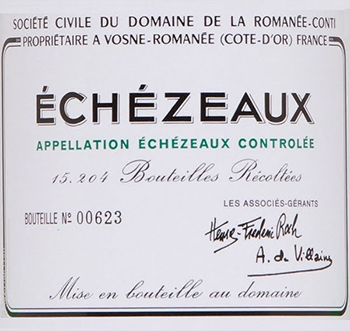 SOCIÉTÉ CIVILE DU DOMAINE DE LA ROMANÉE-CONTI
PROPRIÉTAIRE A VOSNE-ROMANÉE (COTE-D'OR) FRANCE
ÉCHÉZEAUX
APPELLATION ÉCHÉZEAUX CONTROLÉE
15.204 Bouteilles Récoltées
LES ASSOCIÉS-GÉRANTS
BOUTEILLE Nº 00623
Henry-Frédéric Roch
A. de Villaine
Mise en bouteille au domaine